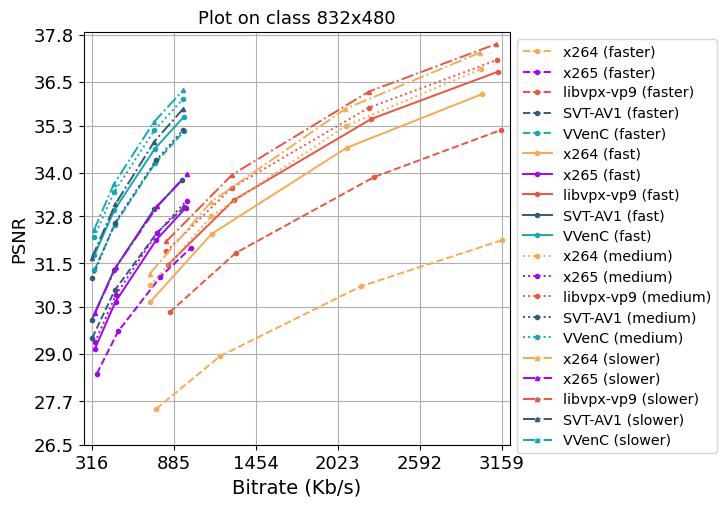 Plot on class 832x480
PSNR
37.8
36.5
35.3
34.0
32.8
31.5
30.3
29.0
27.7
26.5
316
885
1454
2023
2592
3159
Bitrate (Kb/s)
x264 (faster)
x265 (faster)
libvpx-vp9 (faster)
SVT-AV1 (faster)
VVenC (faster)
x264 (fast)
x265 (fast)
libvpx-vp9 (fast)
SVT-AV1 (fast)
VVenC (fast)
x264 (medium)
x265 (medium)
libvpx-vp9 (medium)
SVT-AV1 (medium)
VVenC (medium)
x264 (slower)
x265 (slower)
libvpx-vp9 (slower)
SVT-AV1 (slower)
VVenC (slower)